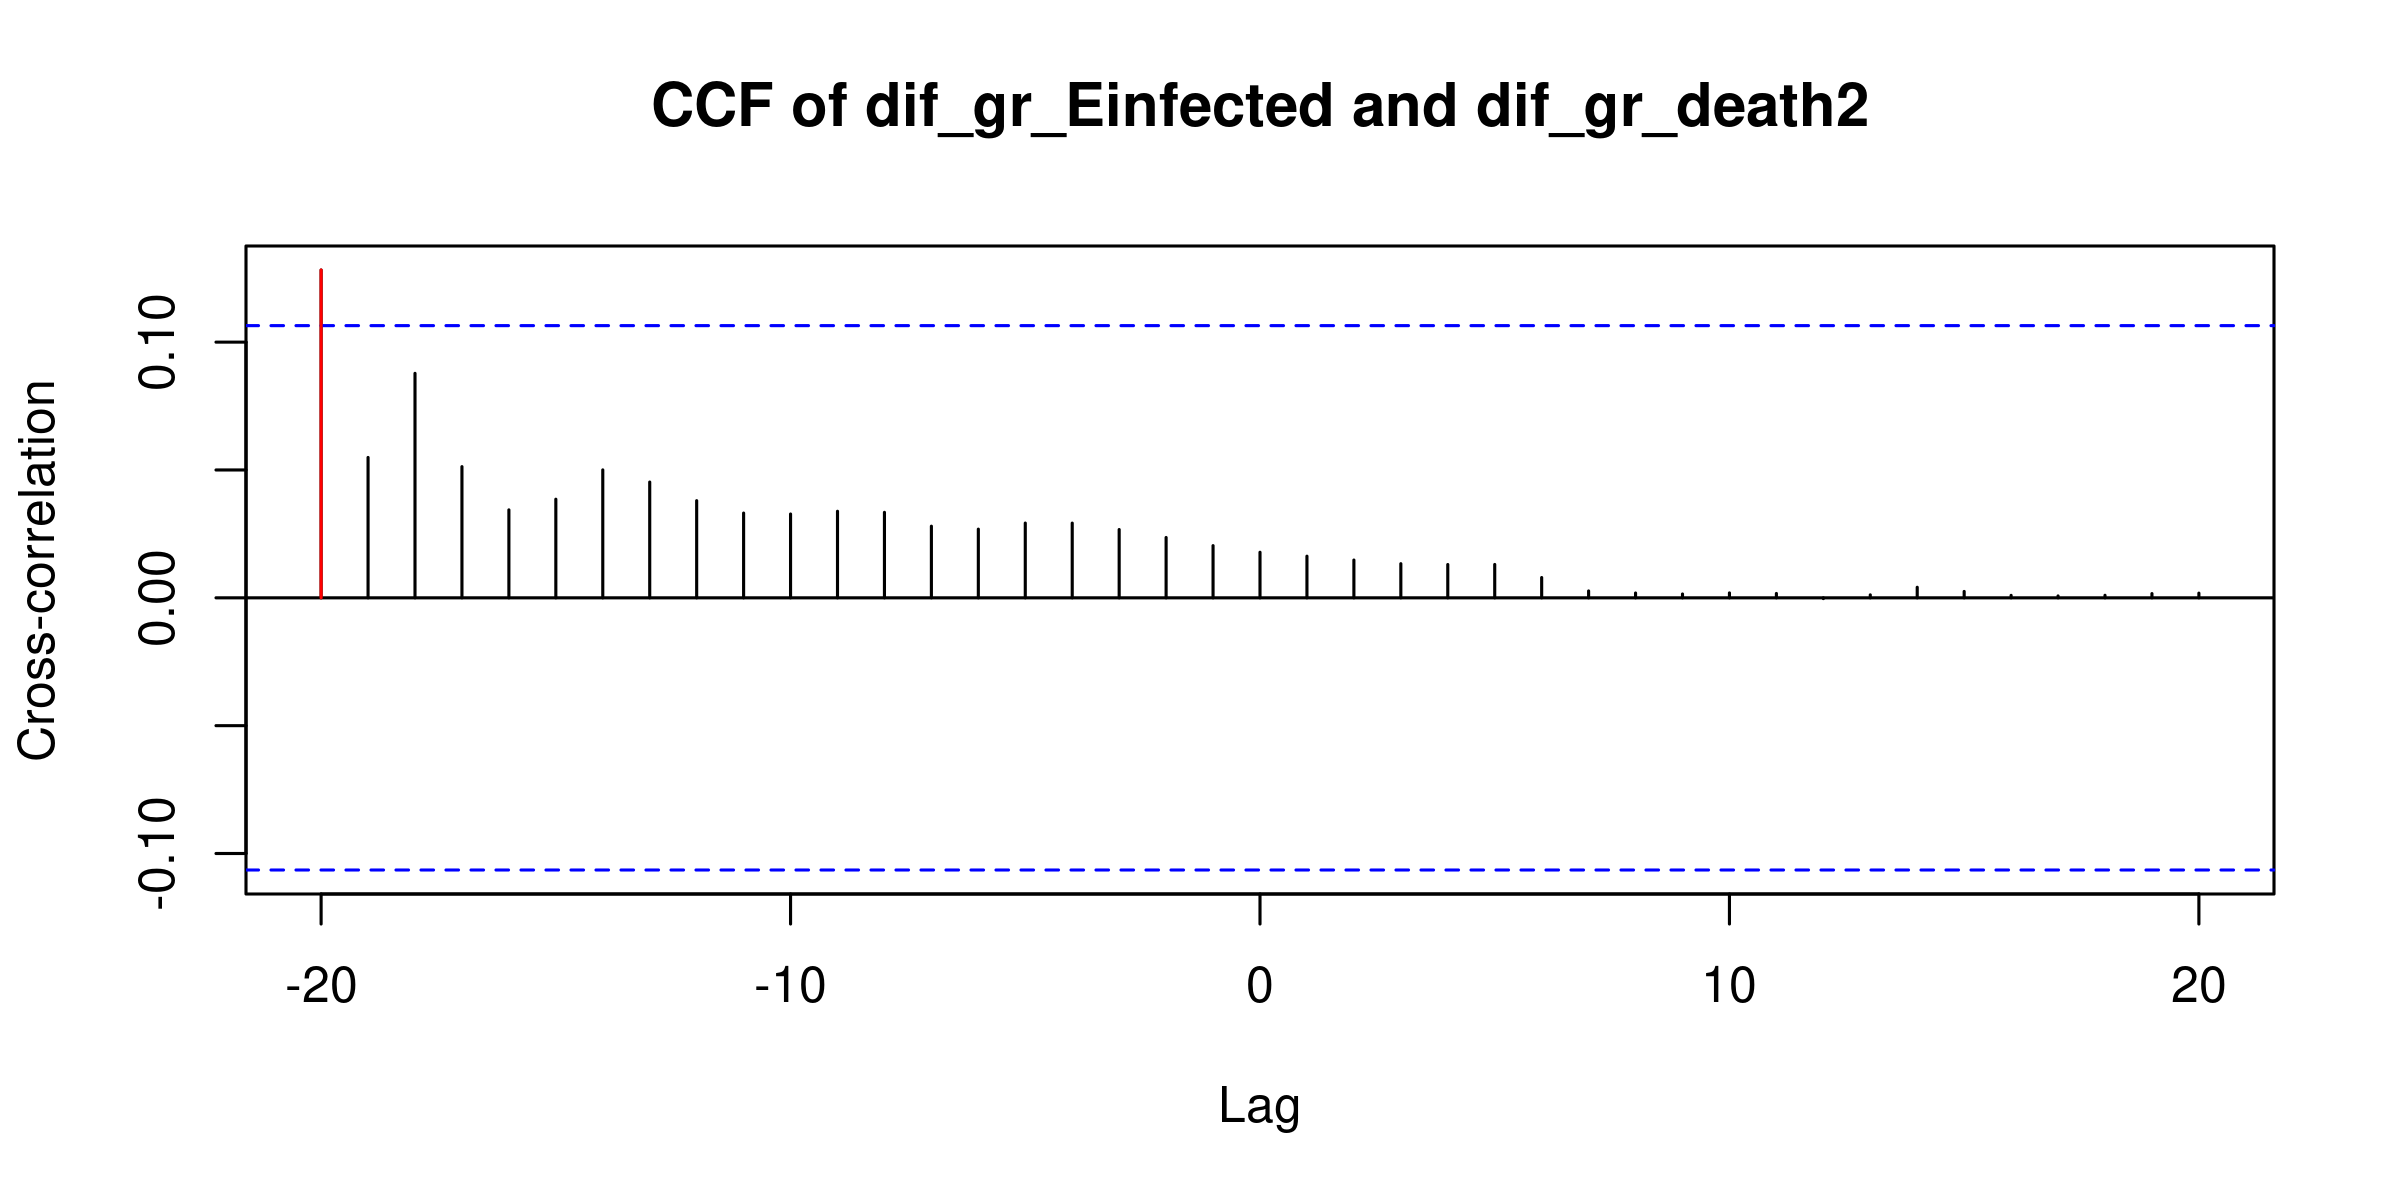 CCF of dif_gr_Einfected and dif_gr_death2
Cross-correlation
0.10
0.00
-0.10
-20 -10 0 10 20
Lag